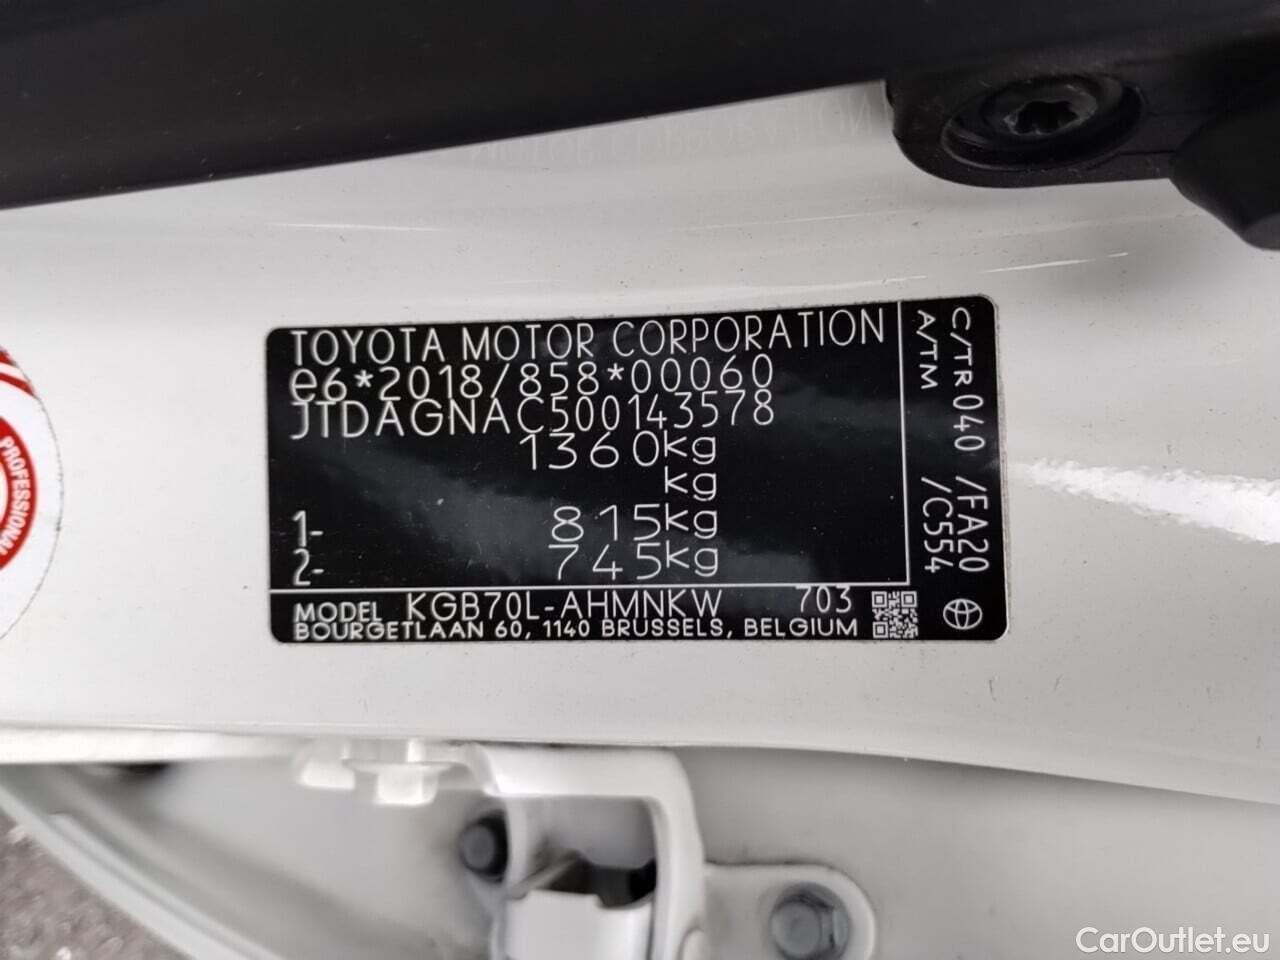 TOYOTA MOTOR CORPORATION
e6*2018/858*00060
JTDAGNAC500143578
1360kg
kg
1- 815kg
2- 745kg
MODEL KGB70L-AHMNKW 703
BOURGETLAAN 60, 1140 BRUSSELS, BELGIUM
C/TR 040 /FA20
A/TM /C554
PROFESSIONAL
CarOutlet.eu